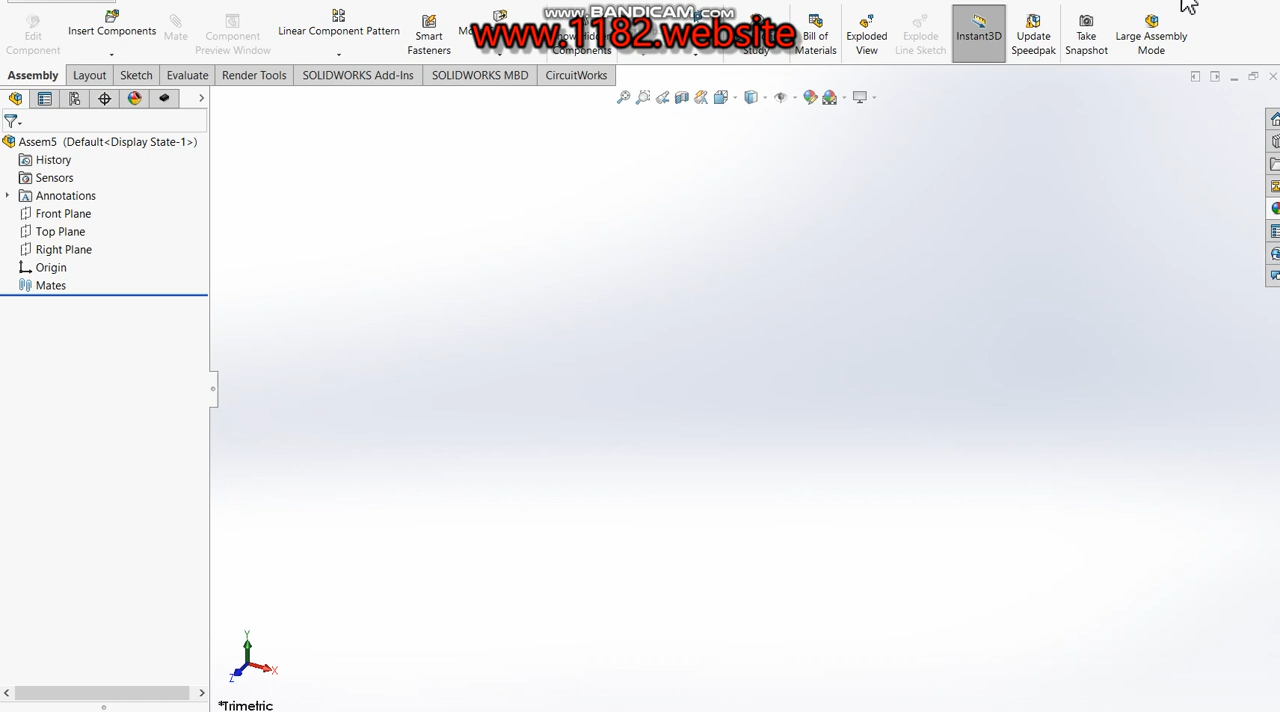 www.BANDICAM.com
www.1182.website
Edit
Component
Insert Components
Mate
Component
Preview Window
Linear Component Pattern
Smart
Fasteners
Components
Study
Bill of
Materials
Exploded
View
Explode
Line Sketch
Instant3D
Update
Speedpak
Take
Snapshot
Large Assembly
Mode
Assembly Layout Sketch Evaluate Render Tools SOLIDWORKS Add-Ins SOLIDWORKS MBD CircuitWorks
Assem5 (Default<Display State-1>)
History
Sensors
Annotations
Front Plane
Top Plane
Right Plane
Origin
Mates
Y
X
Z
*Trimetric